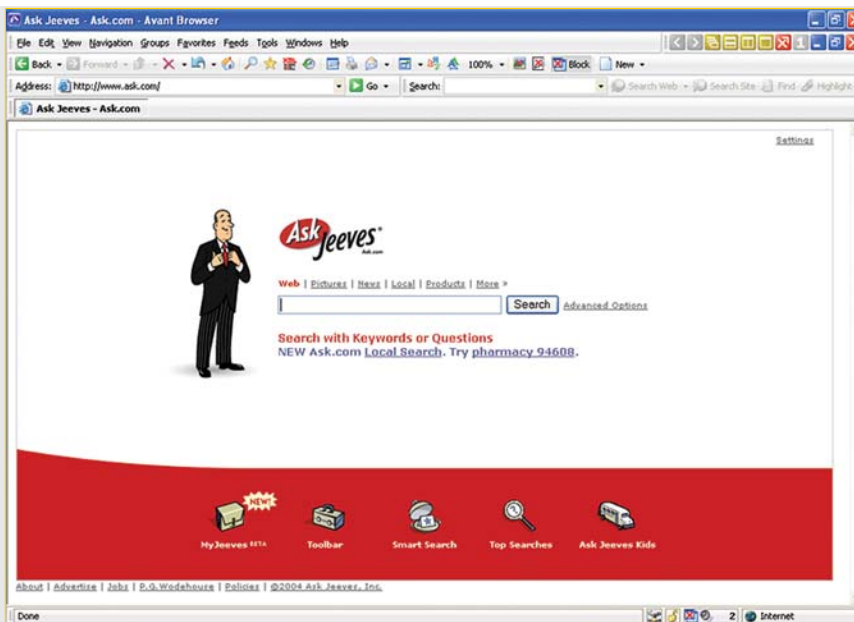 Ask Jeeves - Ask.com - Avant Browser
File Edit View Navigation Groups Favorites Feeds Tools Windows Help
1
Back Forward 100% Block New
Address: http://www.ask.com/ Go Search: Search Web Search Site Find Highlight
Ask Jeeves - Ask.com
Settings
Ask Jeeves®
Ask.com
Web | Pictures | News | Local | Products | More »
Search Advanced Options
Search with Keywords or Questions
NEW Ask.com Local Search. Try pharmacy 94608.
NEW!
MyJeeves BETA Toolbar Smart Search Top Searches Ask Jeeves Kids
About | Advertise | Jobs | P.G.Wodehouse | Policies | ©2004 Ask Jeeves, Inc.
Done 2 Internet